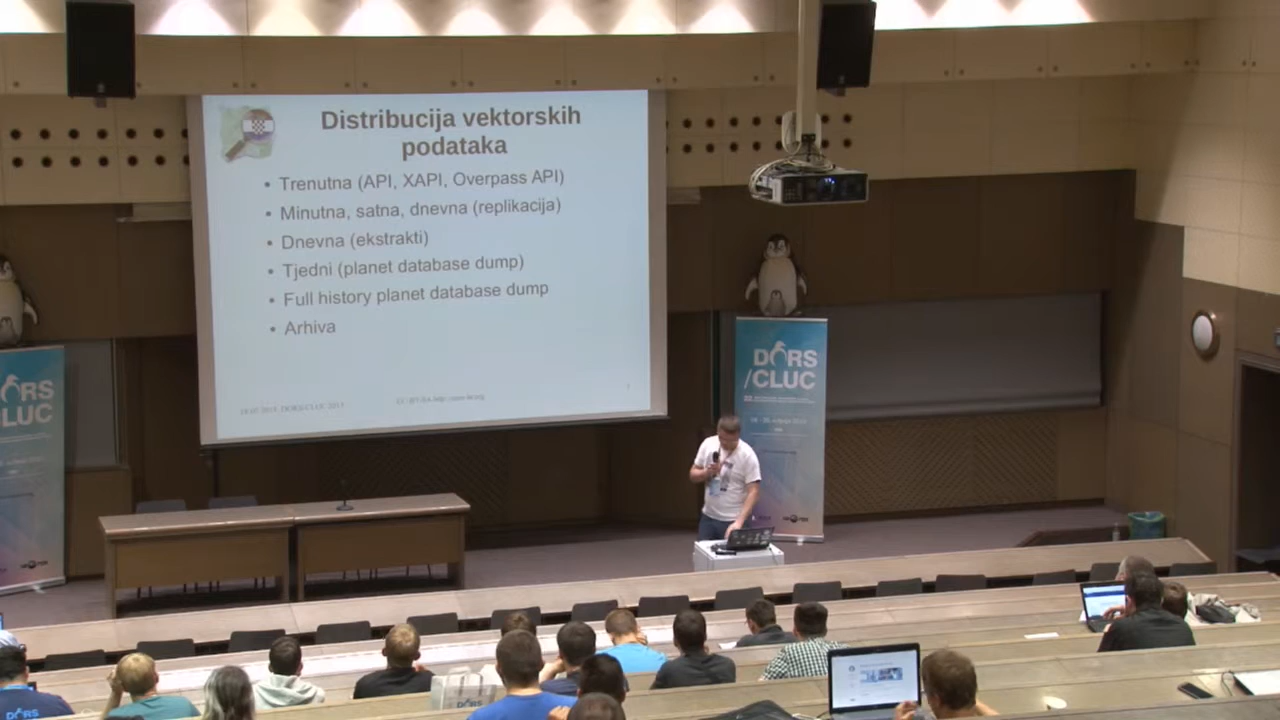 Distribucija vektorskih
podataka
• Trenutna (API, XAPI, Overpass API)
• Minutna, satna, dnevna (replikacija)
• Dnevna (ekstrakti)
• Tjedni (planet database dump)
• Full history planet database dump
• Arhiva
DORS
/CLUC
DORS
CLUC
DORS